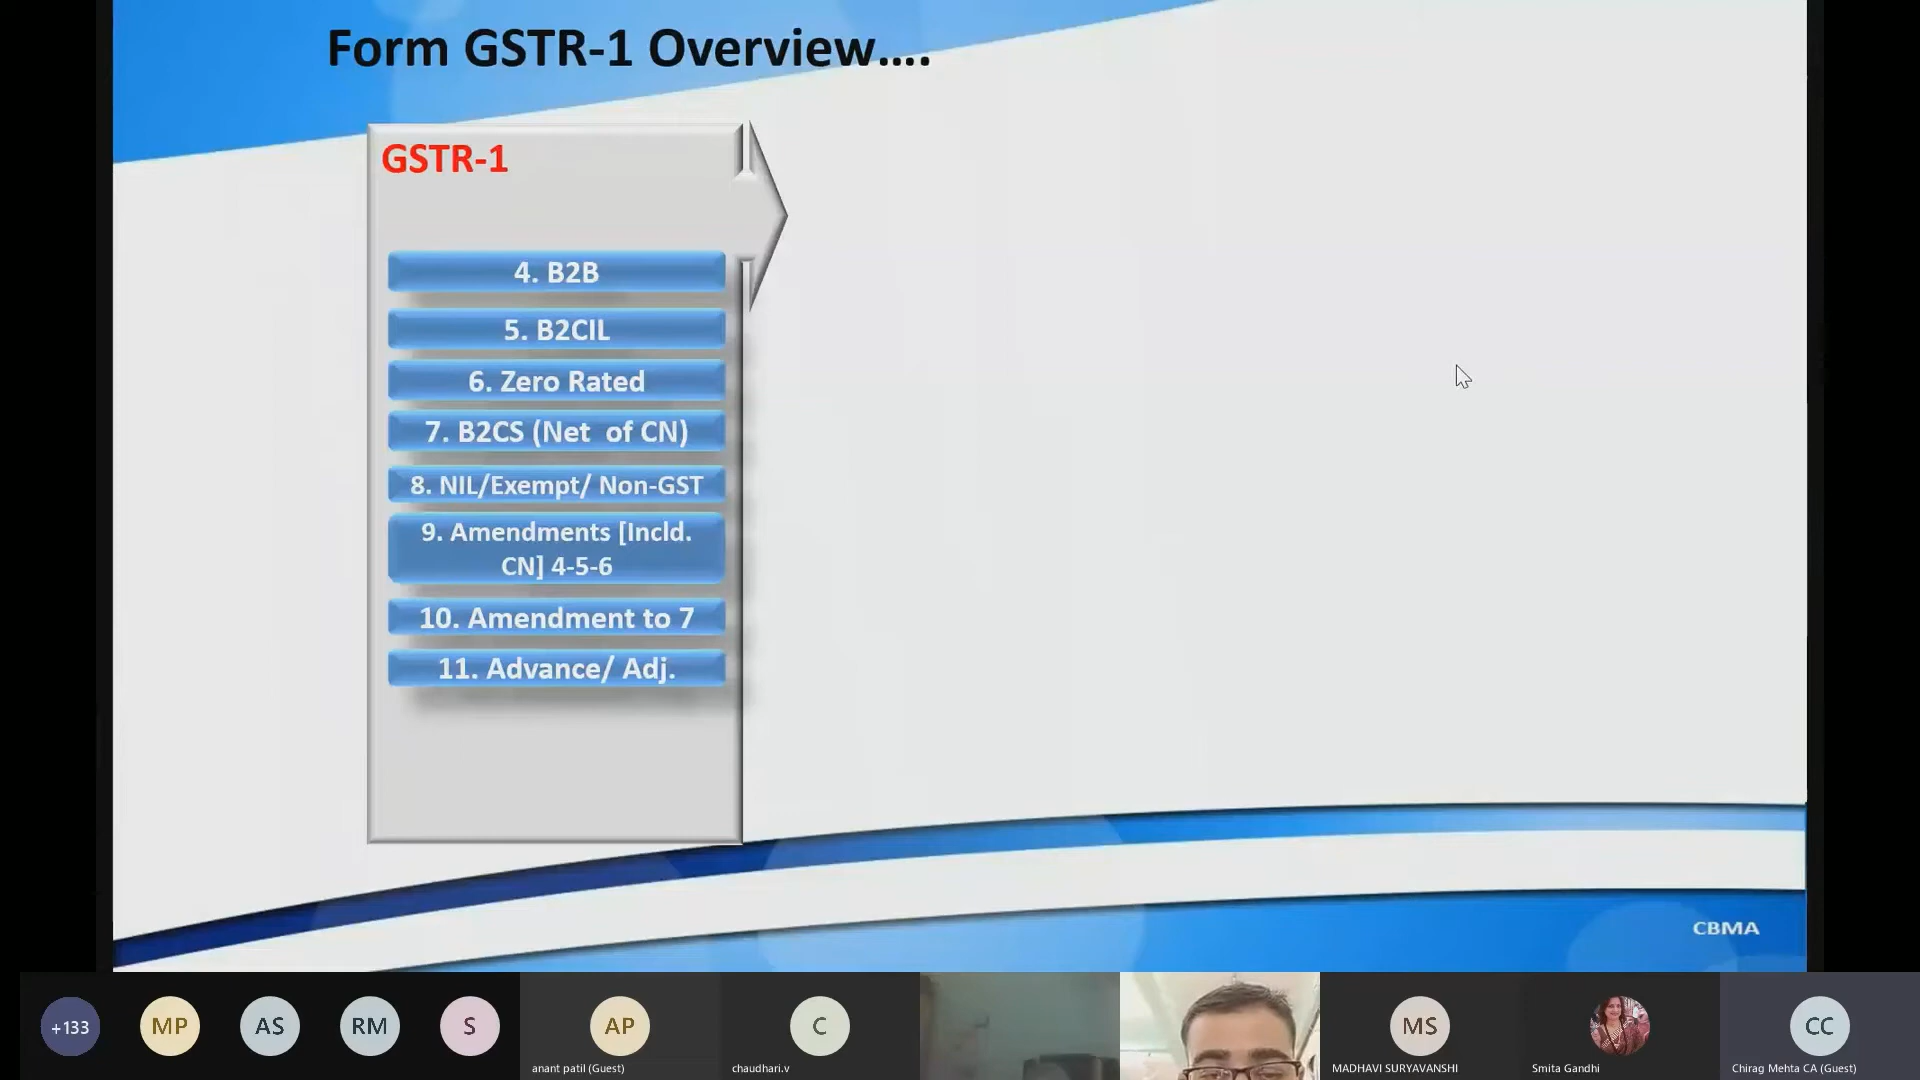 Form GSTR-1 Overview....
GSTR-1
4. B2B
5. B2CIL
6. Zero Rated
7. B2CS (Net of CN)
8. NIL/Exempt/ Non-GST
9. Amendments [Incld.
CN] 4-5-6
10. Amendment to 7
11. Advance/ Adj.
CBMA
+133
MP
AS
RM
S
AP
anant patil (Guest)
C
chaudhari.v
MS
MADHAVI SURYAVANSHI
Smita Gandhi
CC
Chirag Mehta CA (Guest)